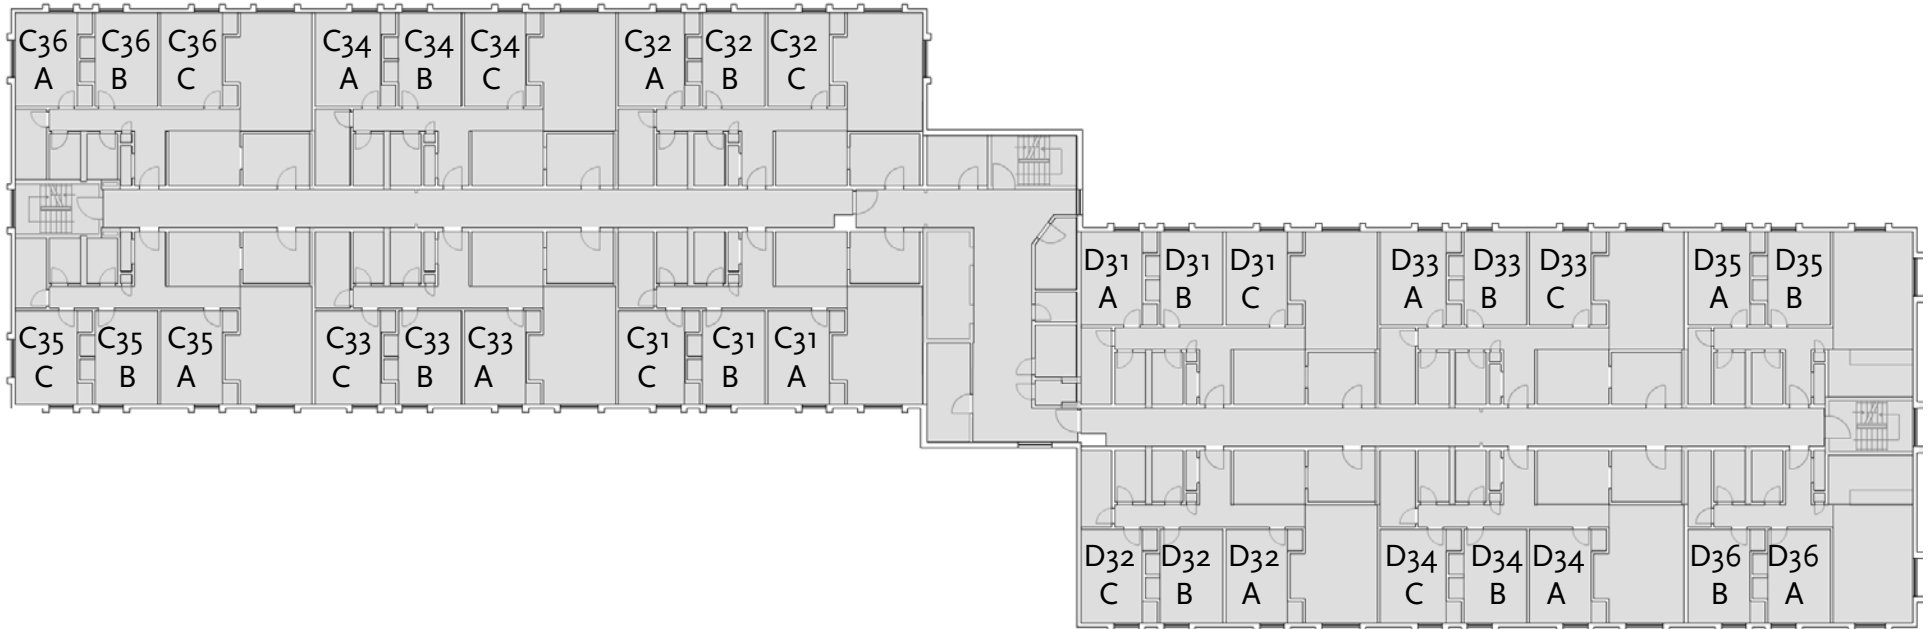 C36 C36 C36 C34 C34 C34 C32 C32 C32
A B C A B C A B C
D31 D31 D31 D33 D33 D33 D35 D35
A B C A B C A B
C35 C35 C35 C33 C33 C33 C31 C31 C31
C B A C B A C B A
D32 D32 D32 D34 D34 D34 D36 D36
C B A C B A B A